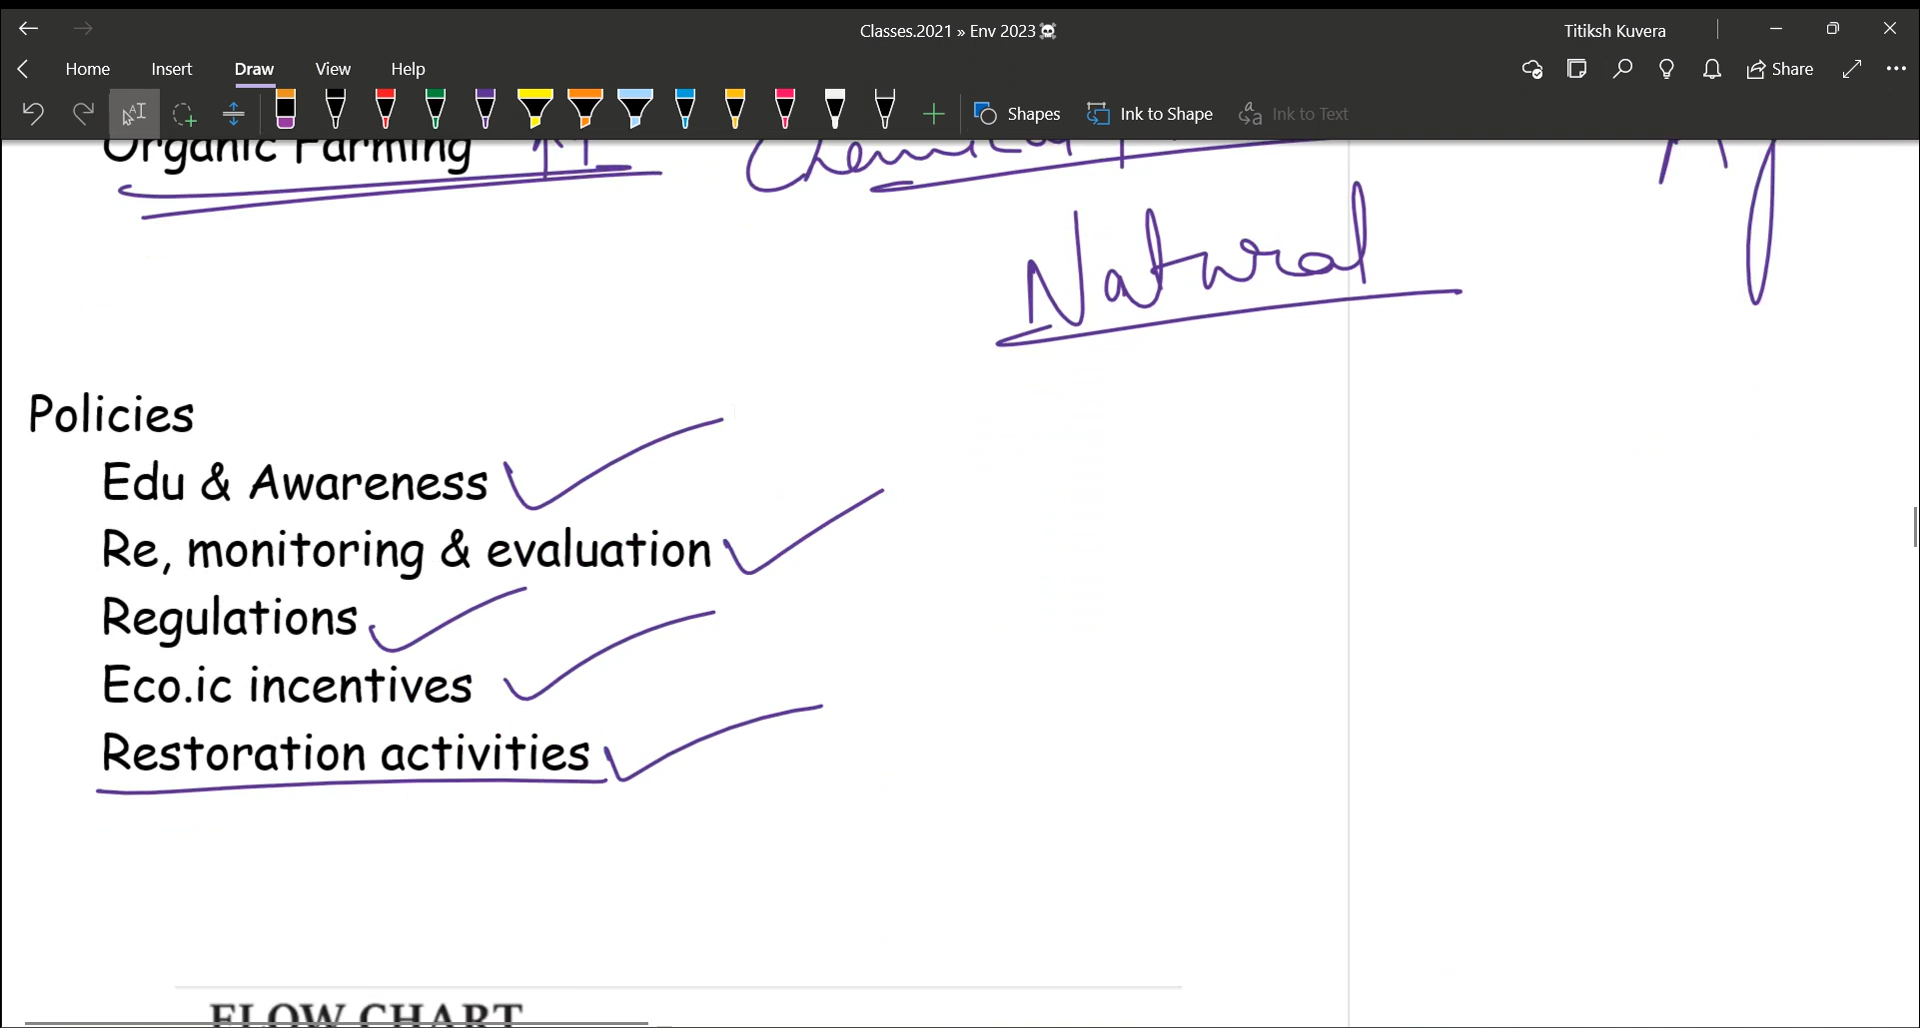 Classes.2021 » Env 2023☠
Titiksh Kuvera
Home Insert Draw View Help
Share
Shapes Ink to Shape Ink to Text
Organic Farming
Natural
Policies
Edu & Awareness
Re, monitoring & evaluation
Regulations
Eco.ic incentives
Restoration activities
FLOW CHART